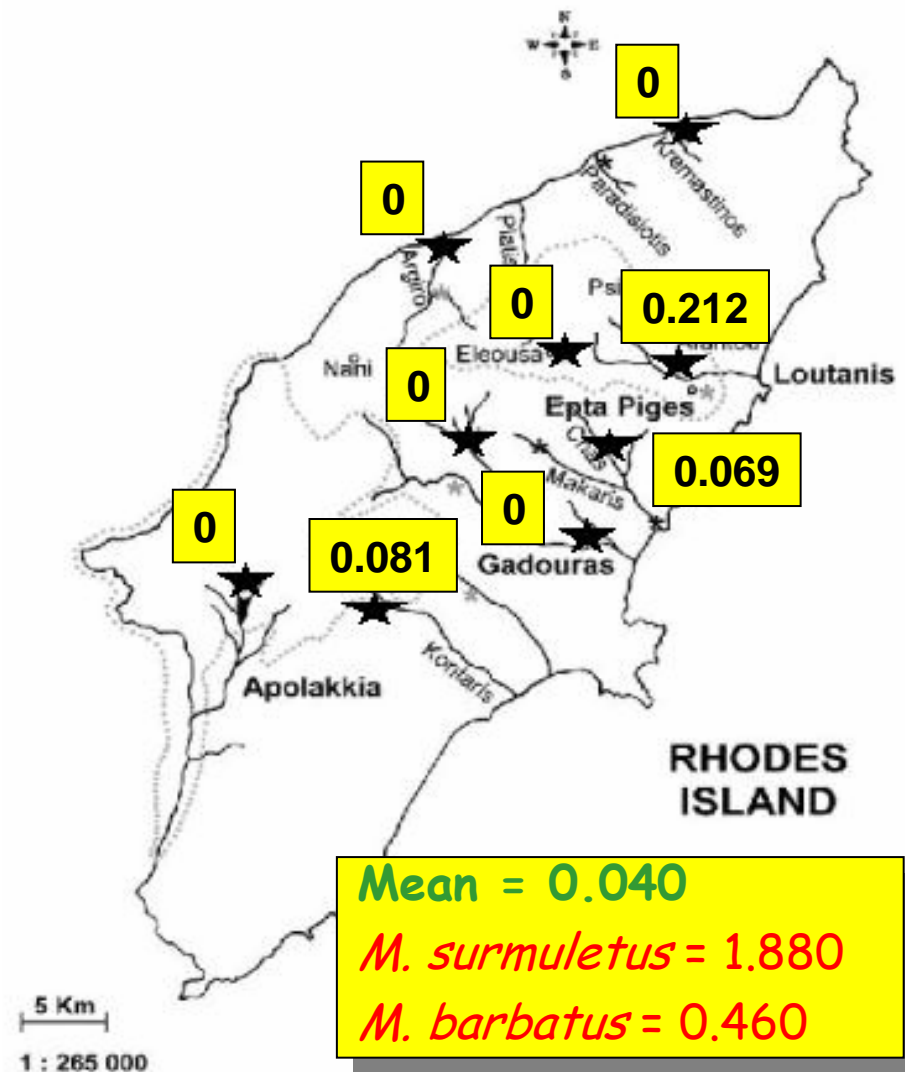 N
W E
S
0
Kremastinos
Paradisiotis
0
Platis
Argiro
0
0.212
Eleousa
Loutanis
Nani
0
Epta Piges
0.069
Makaris
0
0
0.081
Gadouras
Kontaris
Apolakkia
RHODES
ISLAND
Mean = 0.040
M. surmuletus = 1.880
M. barbatus = 0.460
5 Km
1 : 265 000